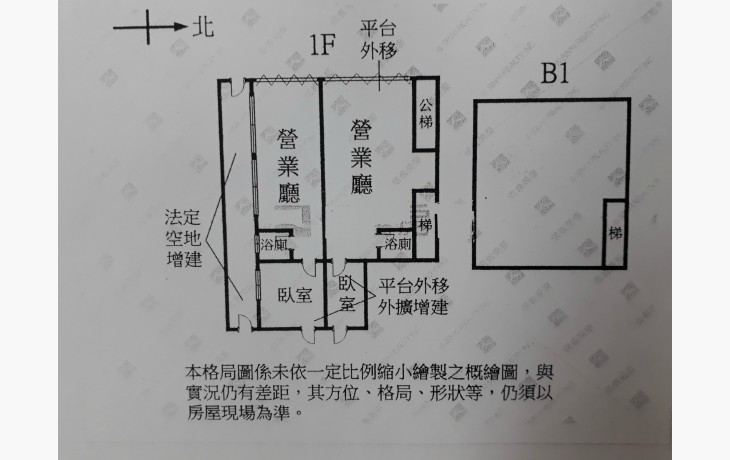 北
1F
平台
外移
B1
公
梯
營
業
廳
營
業
廳
法定
空地
增建
梯
梯
浴廁
浴廁
臥室
臥
室
平台外移
外擴增建
本格局圖係未依一定比例縮小繪製之概繪圖，與
實況仍有差距，其方位、格局、形狀等，仍須以
房屋現場為準。